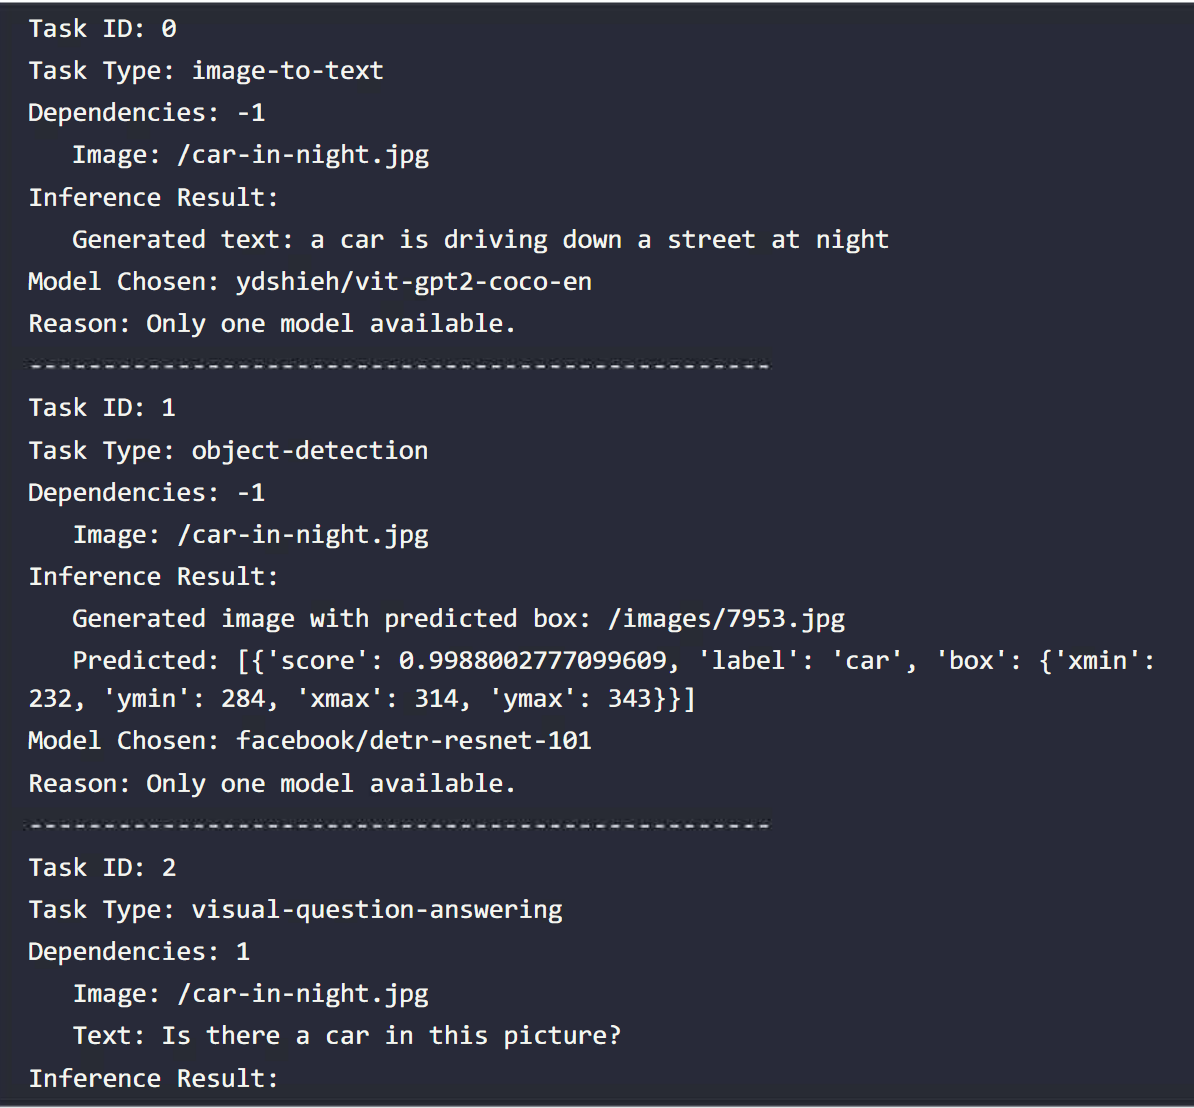 Task ID: 0
Task Type: image-to-text
Dependencies: -1
Image: /car-in-night.jpg
Inference Result:
Generated text: a car is driving down a street at night
Model Chosen: ydshieh/vit-gpt2-coco-en
Reason: Only one model available.
--------------------------------------------------
Task ID: 1
Task Type: object-detection
Dependencies: -1
Image: /car-in-night.jpg
Inference Result:
Generated image with predicted box: /images/7953.jpg
Predicted: [{'score': 0.9988002777099609, 'label': 'car', 'box': {'xmin':
232, 'ymin': 284, 'xmax': 314, 'ymax': 343}}]
Model Chosen: facebook/detr-resnet-101
Reason: Only one model available.
--------------------------------------------------
Task ID: 2
Task Type: visual-question-answering
Dependencies: 1
Image: /car-in-night.jpg
Text: Is there a car in this picture?
Inference Result: